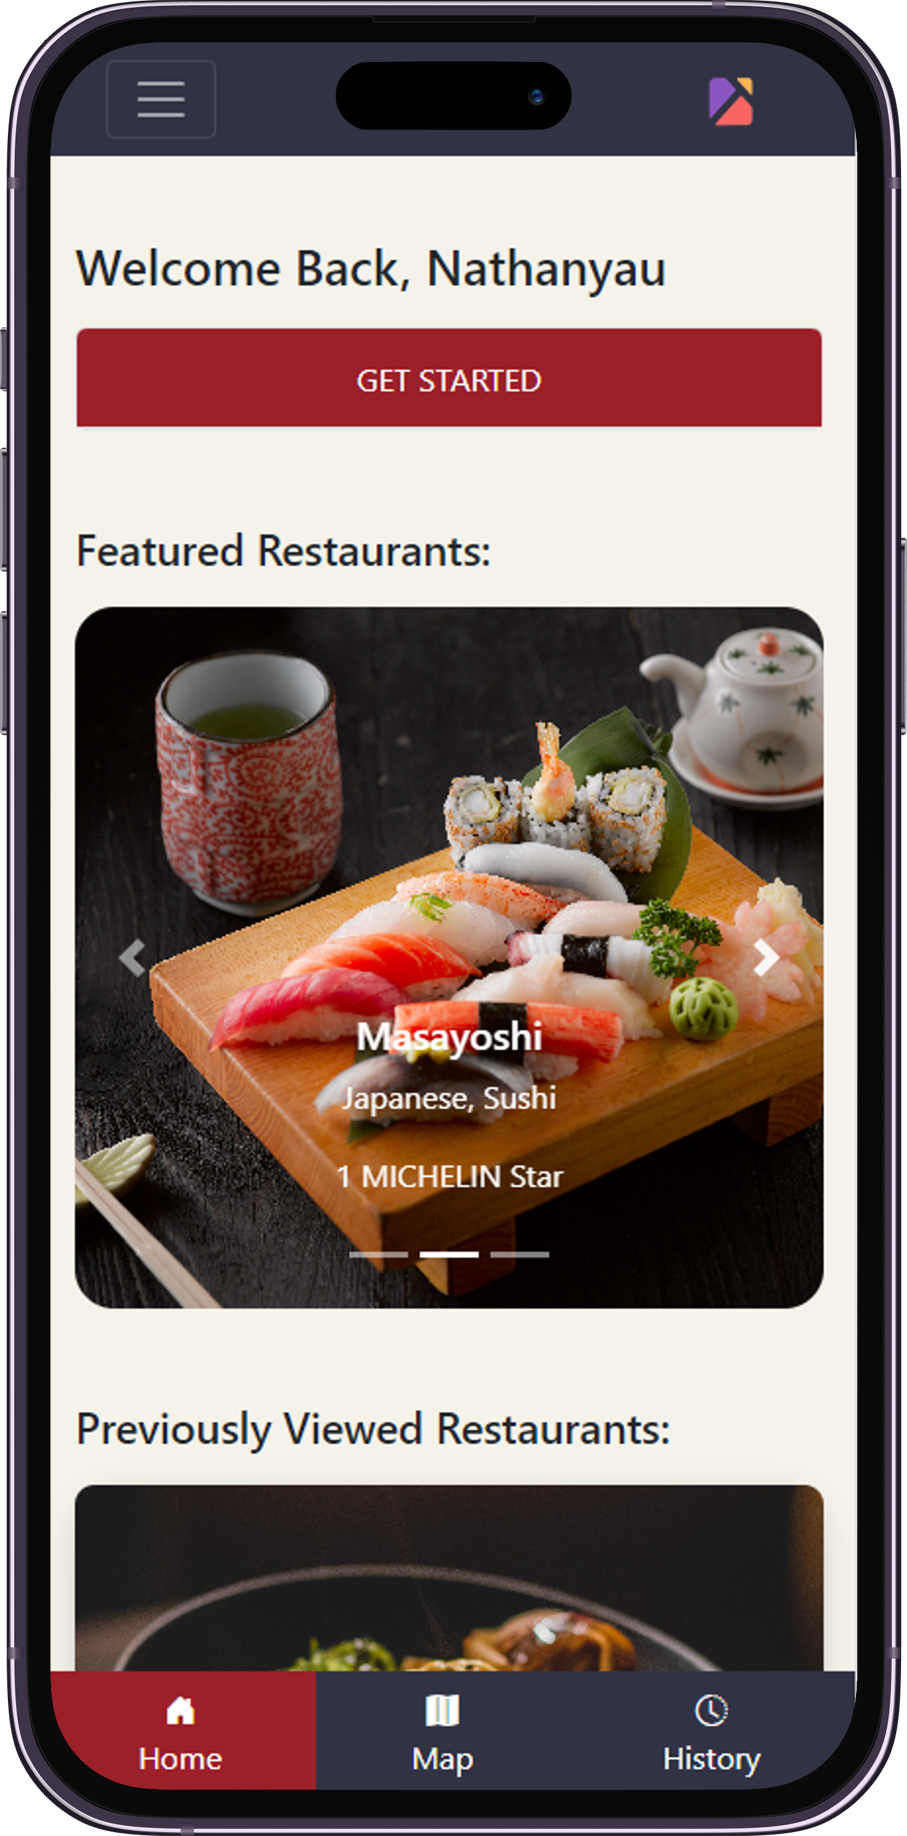 Welcome Back, Nathanyau
GET STARTED
Featured Restaurants:
Masayoshi
Japanese, Sushi
1 MICHELIN Star
Previously Viewed Restaurants:
Home
Map
History